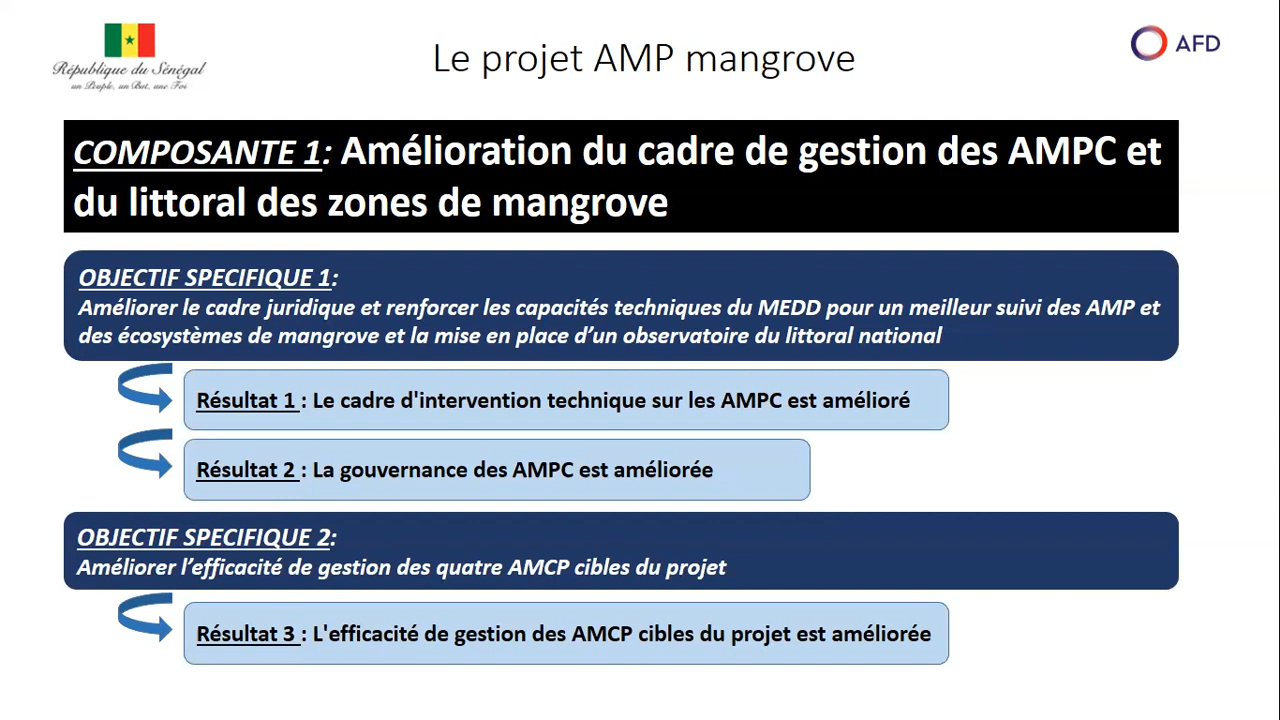 République du Sénégal
un Peuple, un But, une Foi
Le projet AMP mangrove
AFD
COMPOSANTE 1: Amélioration du cadre de gestion des AMPC et
du littoral des zones de mangrove
OBJECTIF SPECIFIQUE 1:
Améliorer le cadre juridique et renforcer les capacités techniques du MEDD pour un meilleur suivi des AMP et
des écosystèmes de mangrove et la mise en place d’un observatoire du littoral national
Résultat 1 : Le cadre d'intervention technique sur les AMPC est amélioré
Résultat 2 : La gouvernance des AMPC est améliorée
OBJECTIF SPECIFIQUE 2:
Améliorer l’efficacité de gestion des quatre AMCP cibles du projet
Résultat 3 : L'efficacité de gestion des AMCP cibles du projet est améliorée